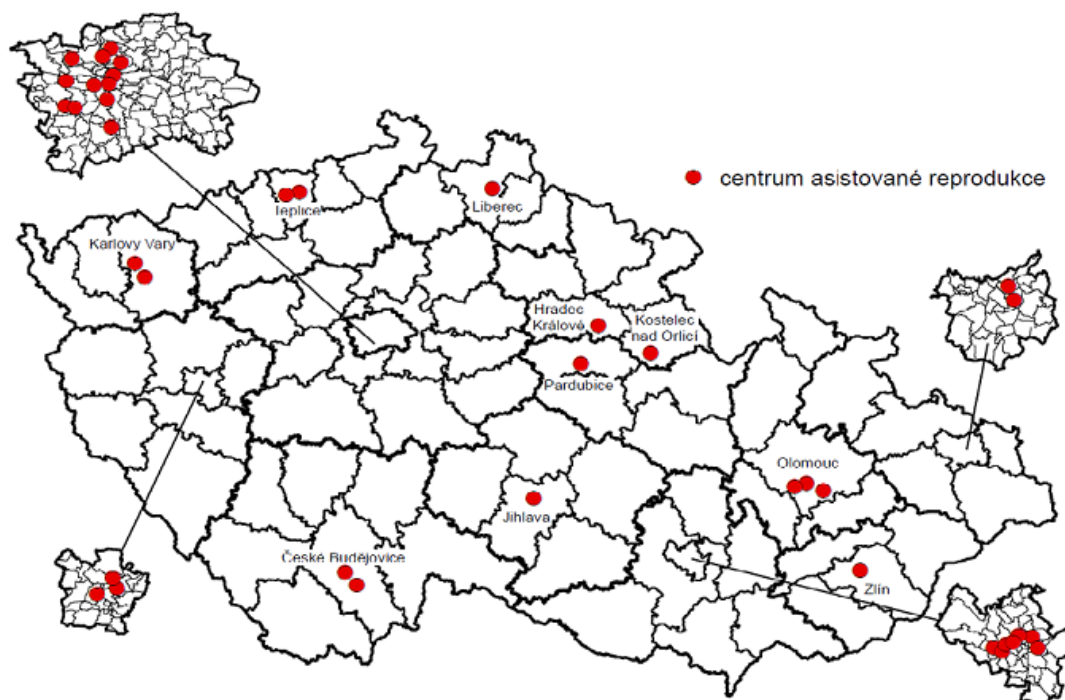 centrum asistované reprodukce
Teplice
Liberec
Karlovy Vary
Hradec
Králové
Kostelec
nad Orlicí
Pardubice
Olomouc
Jihlava
České Budějovice
Zlín